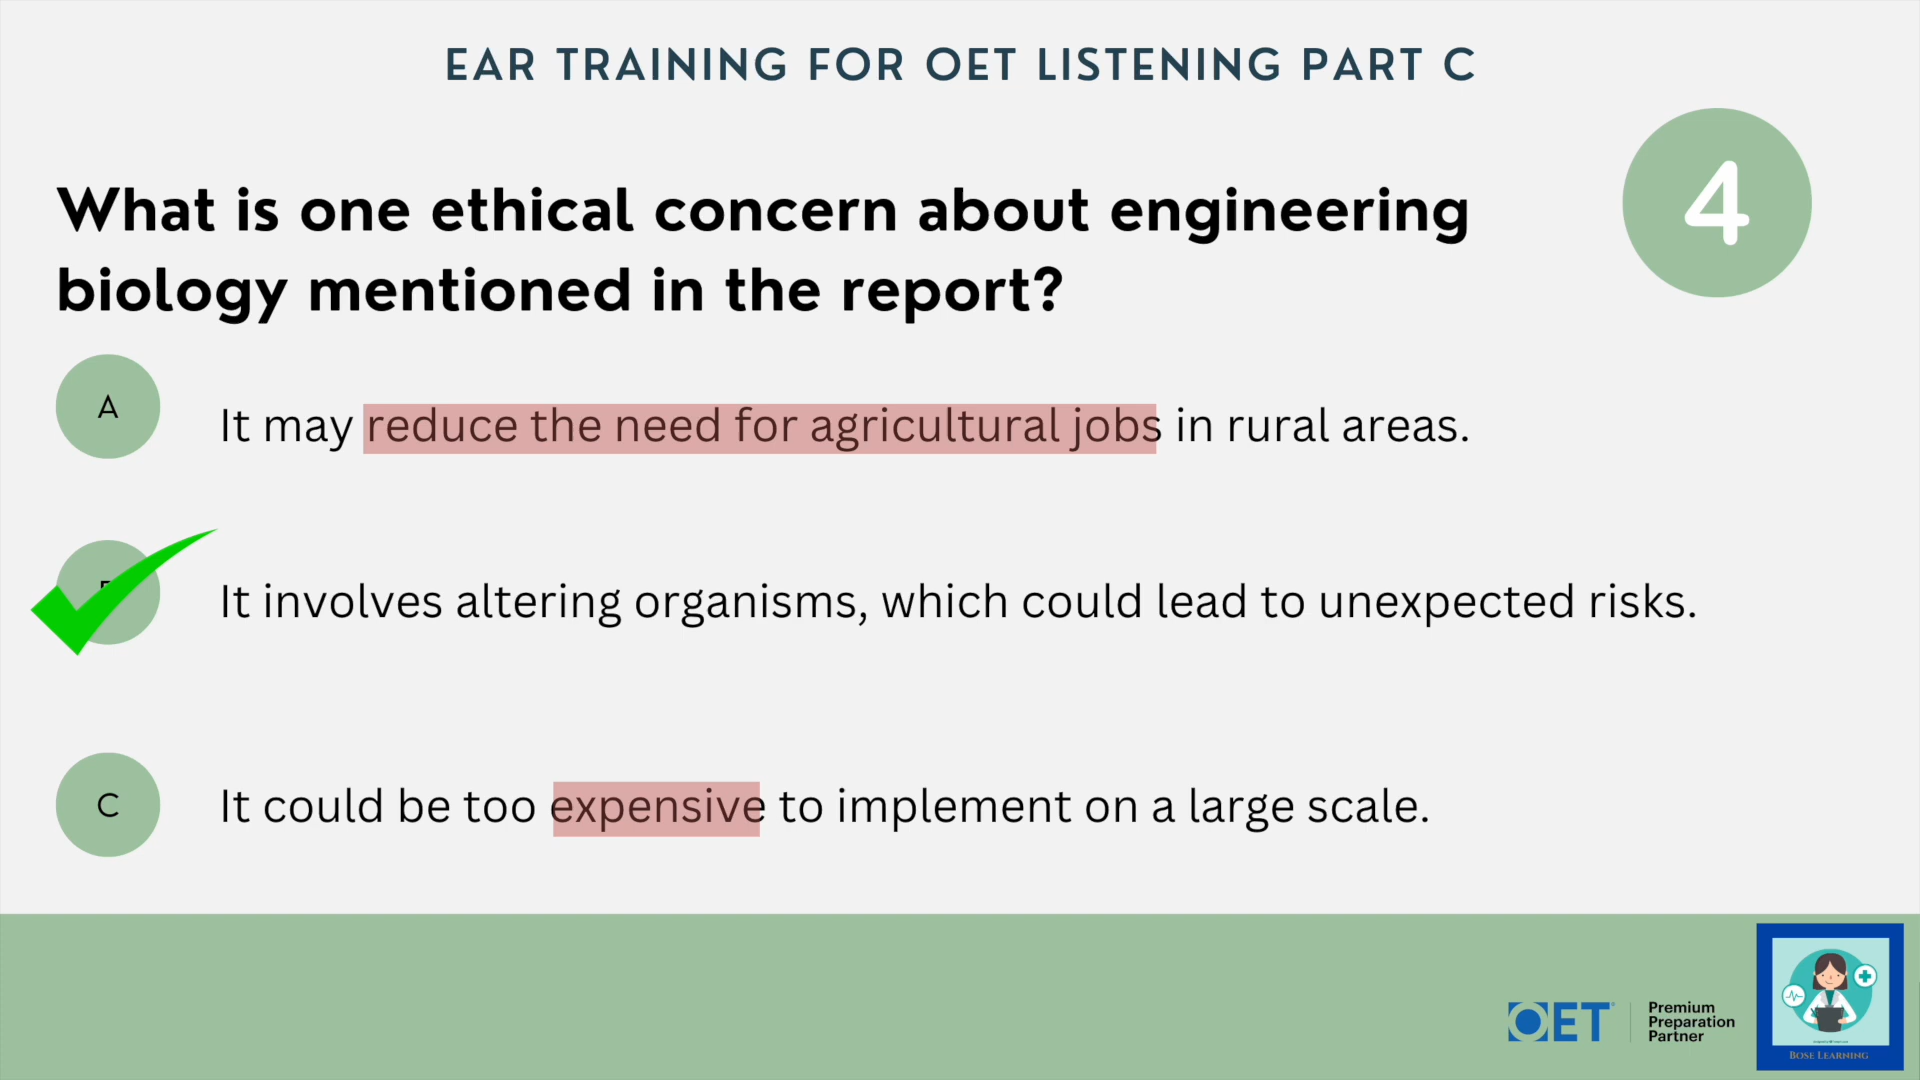 EAR TRAINING FOR OET LISTENING PART C
4
What is one ethical concern about engineering
biology mentioned in the report?
A
It may reduce the need for agricultural jobs in rural areas.
It involves altering organisms, which could lead to unexpected risks.
C
It could be too expensive to implement on a large scale.
OET
Premium
Preparation
Partner
BOSE LEARNING